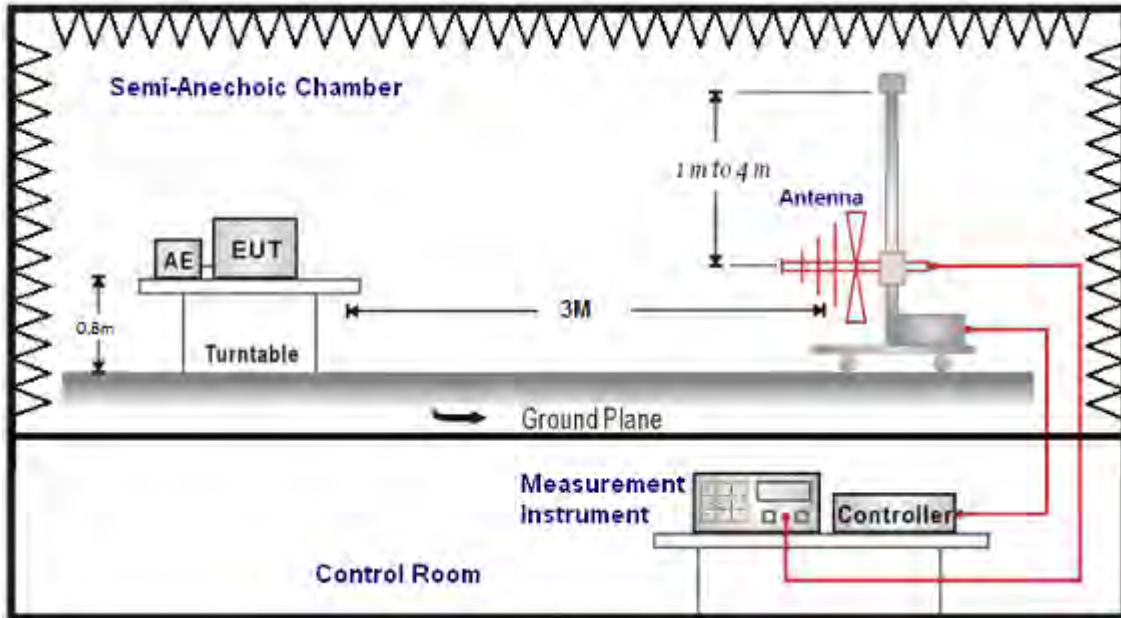 Semi-Anechoic Chamber
1 m to 4 m
Antenna
AE
EUT
3M
0.8m
Turntable
Ground Plane
Measurement
Instrument
Controller
Control Room